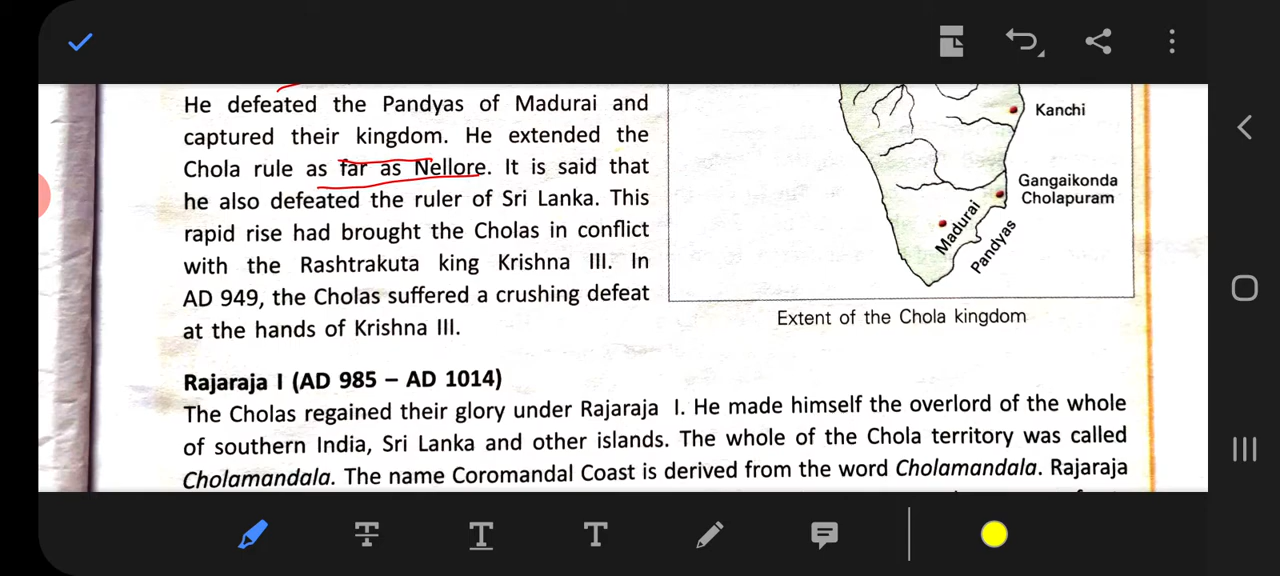 He defeated the Pandyas of Madurai and
captured their kingdom. He extended the
Chola rule as far as Nellore. It is said that
he also defeated the ruler of Sri Lanka. This
rapid rise had brought the Cholas in conflict
with the Rashtrakuta king Krishna III. In
AD 949, the Cholas suffered a crushing defeat
at the hands of Krishna III.
Kanchi
Gangaikonda
Cholapuram
Madurai
Pandyas
Extent of the Chola kingdom
Rajaraja I (AD 985 – AD 1014)
The Cholas regained their glory under Rajaraja I. He made himself the overlord of the whole
of southern India, Sri Lanka and other islands. The whole of the Chola territory was called
Cholamandala. The name Coromandal Coast is derived from the word Cholamandala. Rajaraja
T
T
T